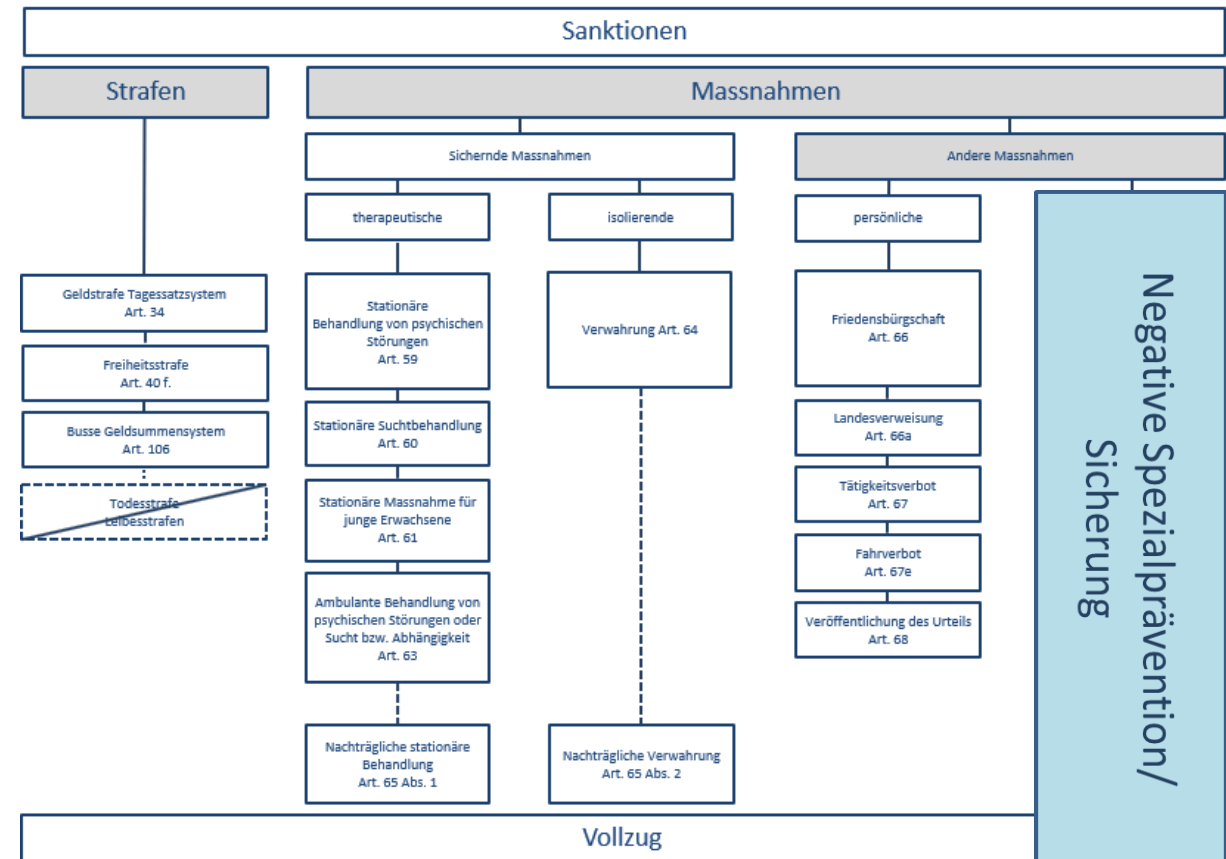 Sanktionen
Strafen
Massnahmen
Sichernde Massnahmen
Andere Massnahmen
therapeutische
isolierende
persönliche
Geldstrafe Tagessatzsystem
Art. 34
Freiheitsstrafe
Art. 40 f.
Busse Geldsummensystem
Art. 106
Todesstrafe
Leibesstrafen
Stationäre
Behandlung von psychischen
Störungen
Art. 59
Stationäre Suchtbehandlung
Art. 60
Stationäre Massnahme für
junge Erwachsene
Art. 61
Ambulante Behandlung von
psychischen Störungen oder
Sucht bzw. Abhängigkeit
Art. 63
Nachträgliche stationäre
Behandlung
Art. 65 Abs. 1
Verwahrung Art. 64
Nachträgliche Verwahrung
Art. 65 Abs. 2
Friedensbürgschaft
Art. 66
Landesverweisung
Art. 66a
Tätigkeitsverbot
Art. 67
Fahrverbot
Art. 67e
Veröffentlichung des Urteils
Art. 68
Negative Spezialprävention/
Sicherung
Vollzug